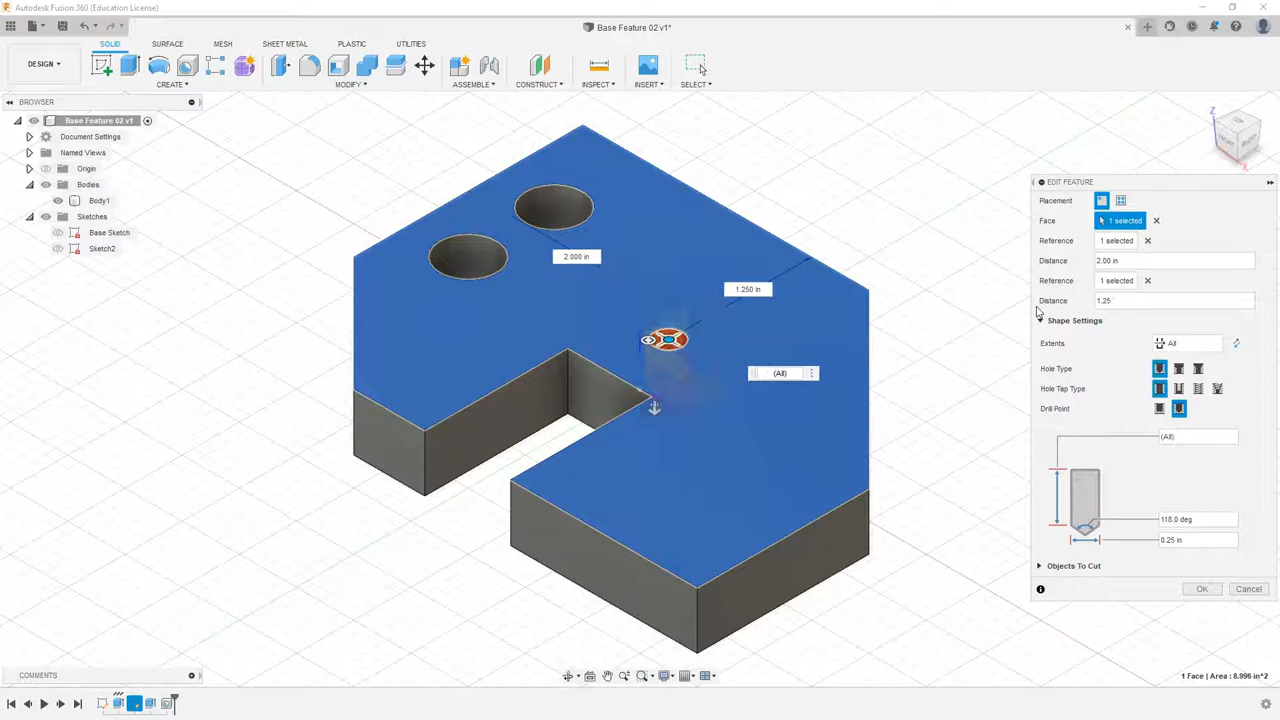 Autodesk Fusion 360 (Education License)
Base Feature 02 v1*
DESIGN
SOLID SURFACE MESH SHEET METAL PLASTIC UTILITIES
CREATE MODIFY ASSEMBLE CONSTRUCT INSPECT INSERT SELECT
BROWSER
Base Feature 02 v1
Document Settings
Named Views
Origin
Bodies
Body1
Sketches
Base Sketch
Sketch2
2.000 in
1.250 in
(All)
Z
X
TOP
FRONT
RIGHT
EDIT FEATURE
Placement
Face 1 selected
Reference 1 selected
Distance 2.00 in
Reference 1 selected
Distance 1.25
Shape Settings
Extents All
Hole Type
Hole Tap Type
Drill Point
(All)
118.0 deg
0.25 in
Objects To Cut
OK Cancel
COMMENTS
1 Face | Area : 8.996 in^2